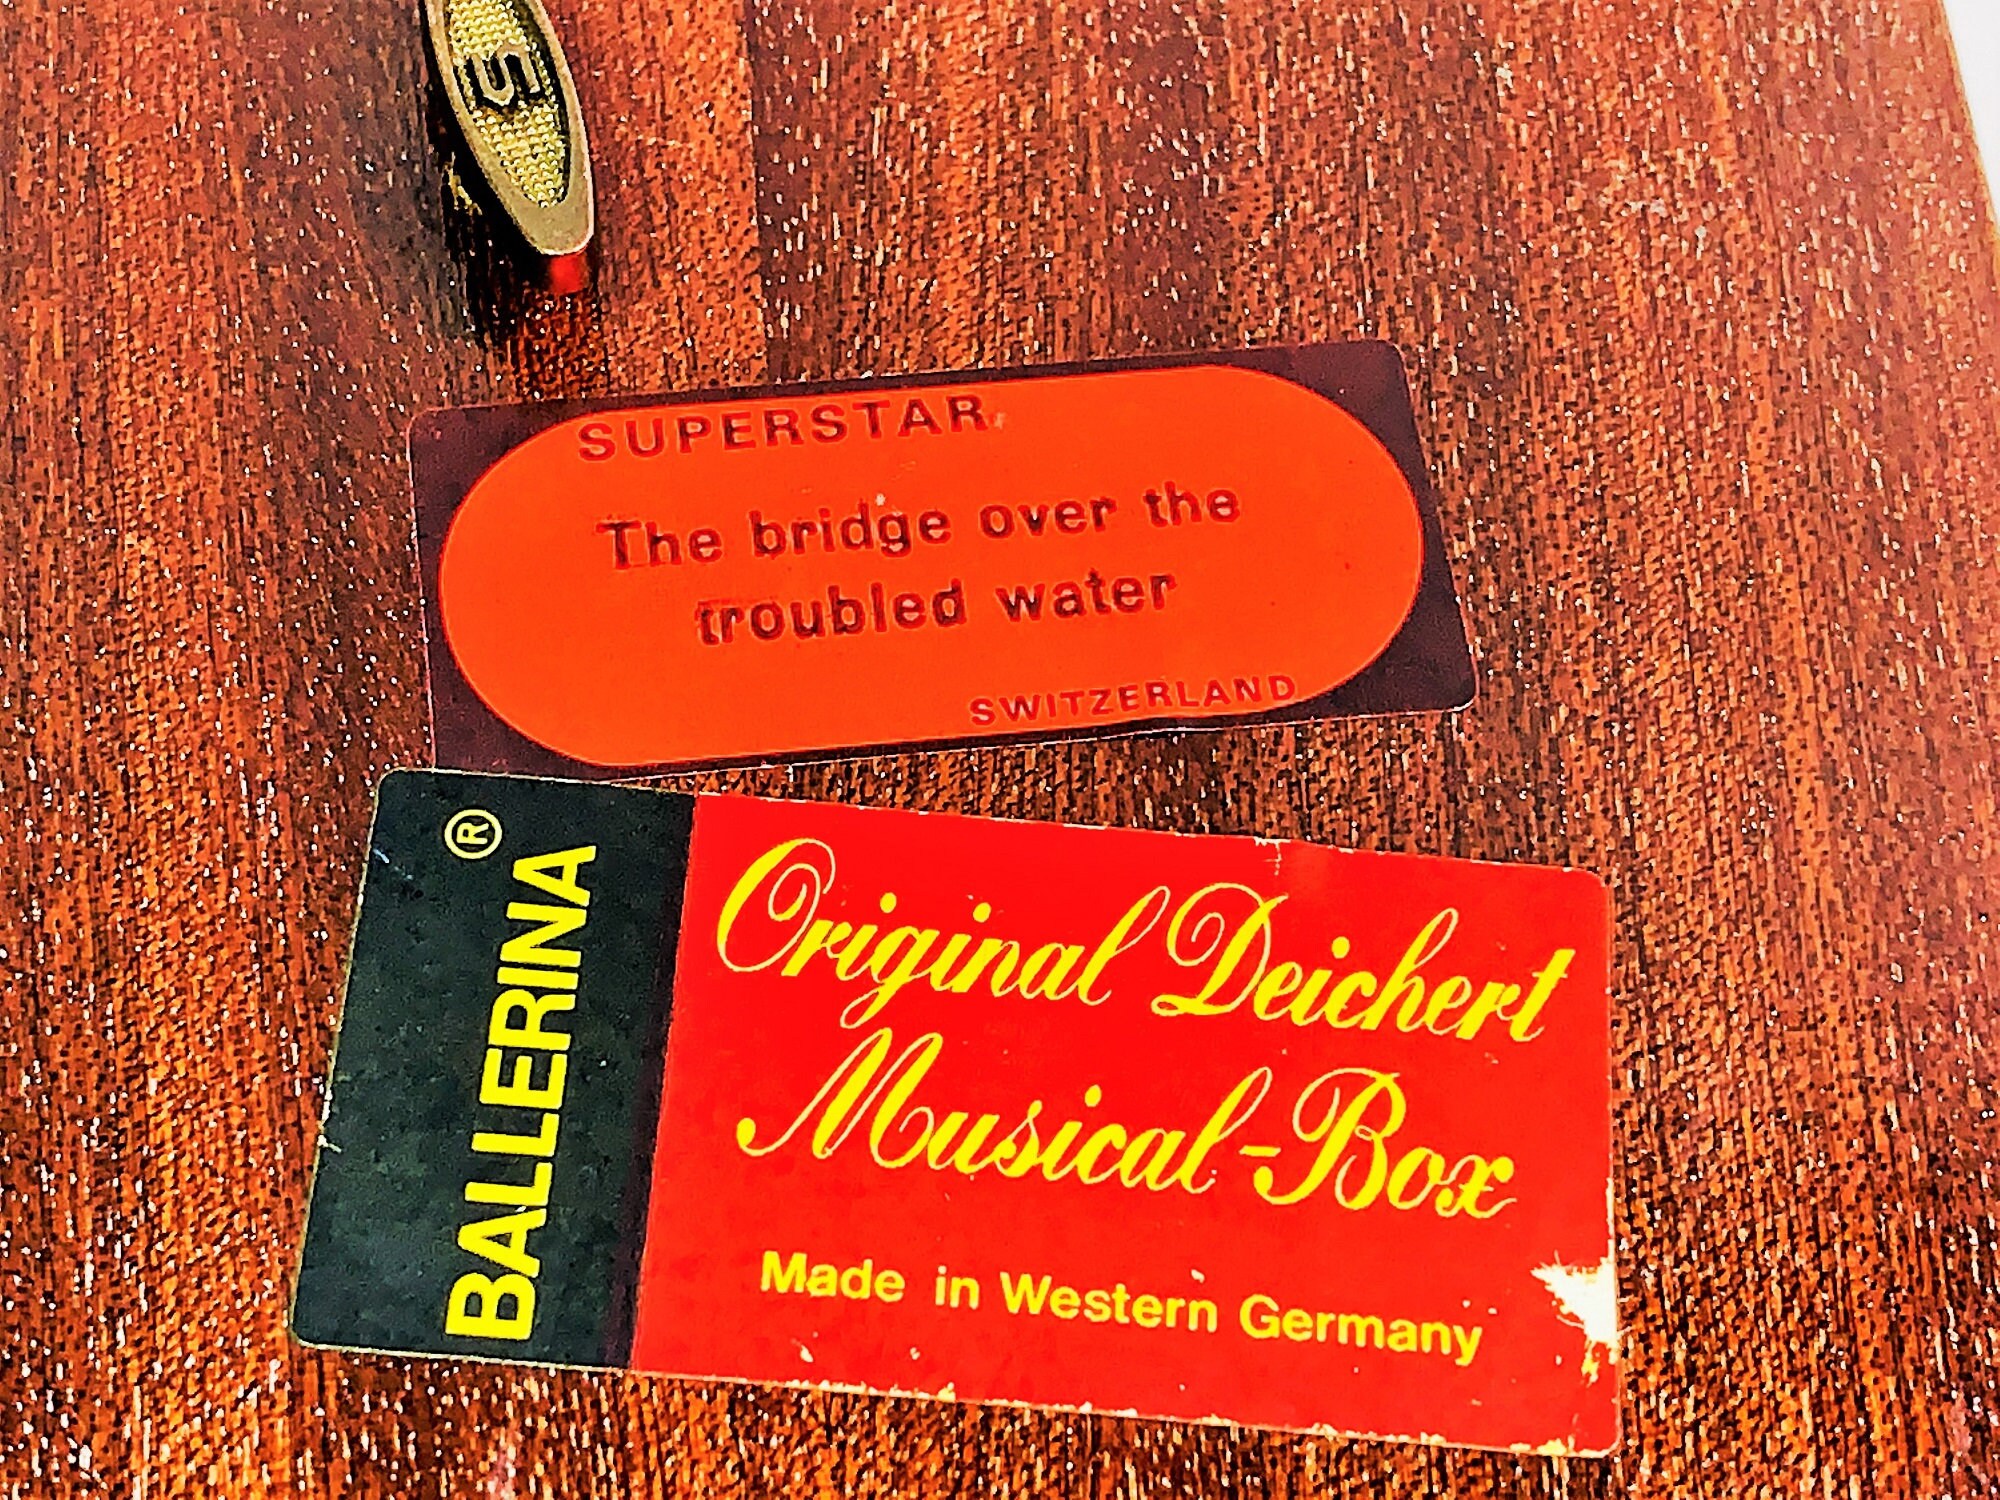 S
SUPERSTAR
The bridge over the
troubled water
SWITZERLAND
BALLERINA ®
Original Deichert
Musical-Box
Made in Western Germany